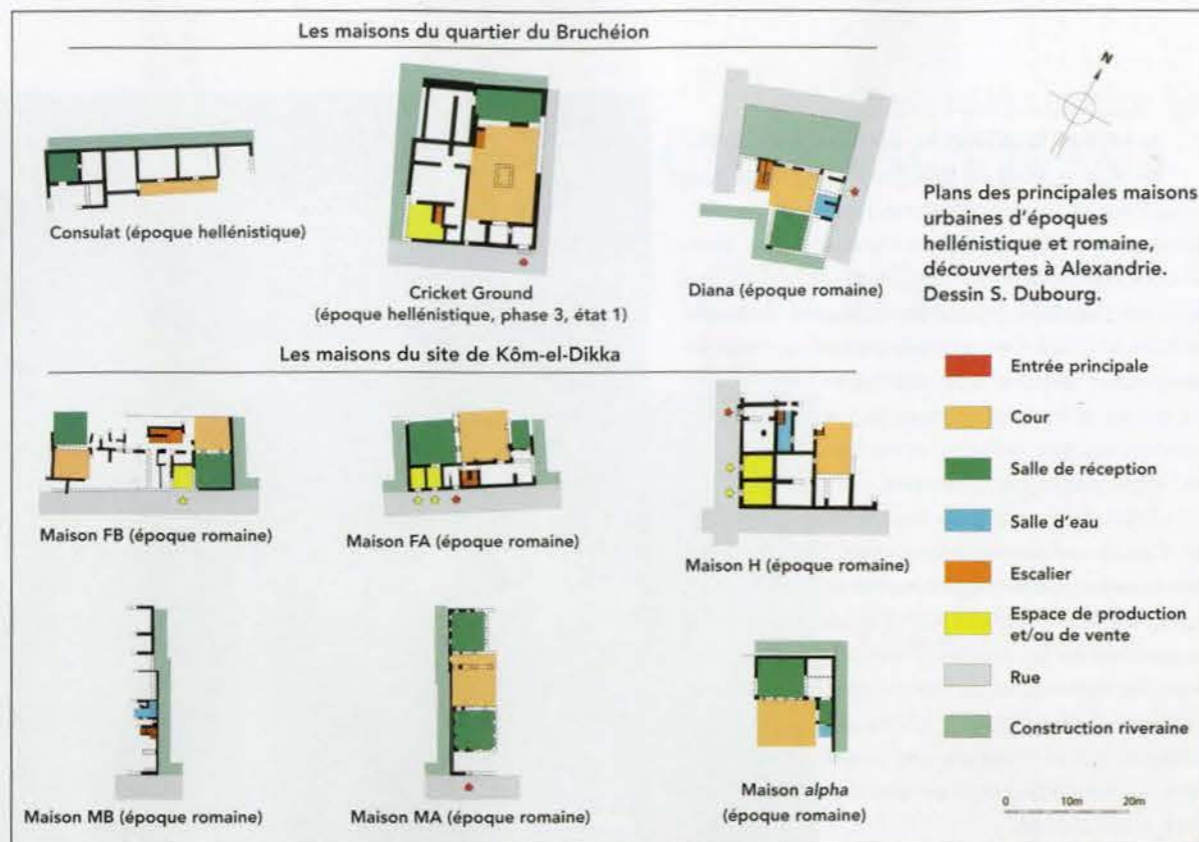 Les maisons du quartier du Bruchéion
N
Consulat (époque hellénistique)
Cricket Ground
(époque hellénistique, phase 3, état 1)
Diana (époque romaine)
Plans des principales maisons
urbaines d'époques
hellénistique et romaine,
découvertes à Alexandrie.
Dessin S. Dubourg.
Les maisons du site de Kôm-el-Dikka
Maison FB (époque romaine)
Maison FA (époque romaine)
Maison H (époque romaine)
Maison MB (époque romaine)
Maison MA (époque romaine)
Maison alpha
(époque romaine)
Entrée principale
Cour
Salle de réception
Salle d'eau
Escalier
Espace de production
et/ou de vente
Rue
Construction riveraine
0 10m 20m